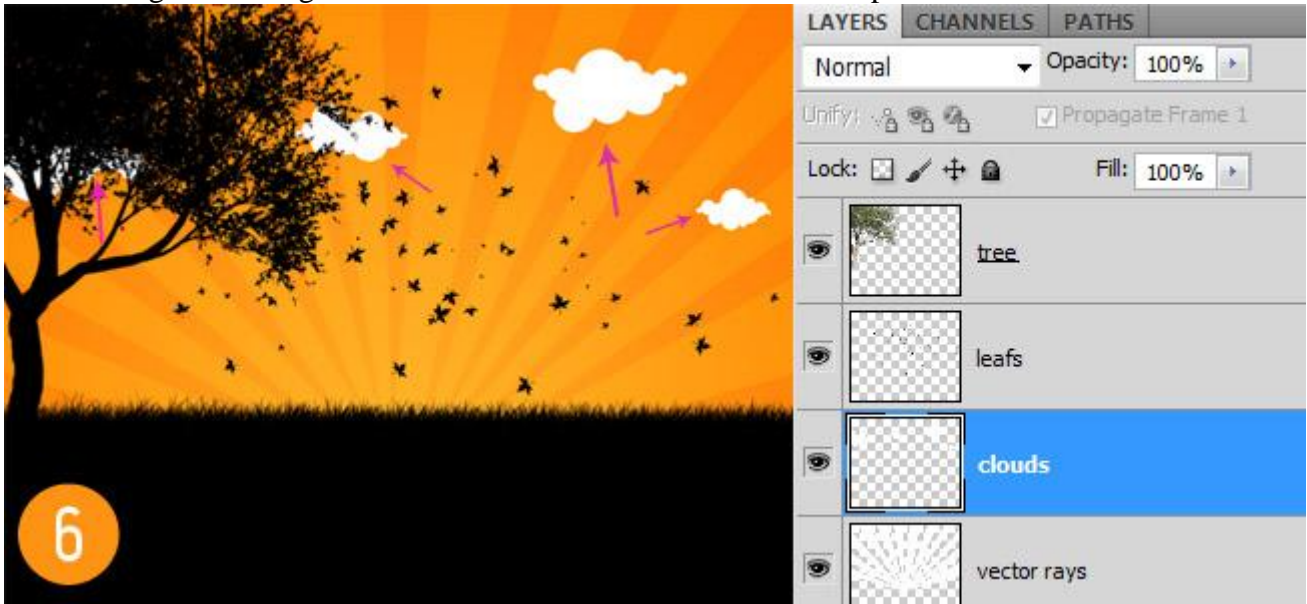 6
LAYERS CHANNELS PATHS
Normal Opacity: 100%
Unify: Propagate Frame 1
Lock: Fill: 100%
tree
leafs
clouds
vector rays